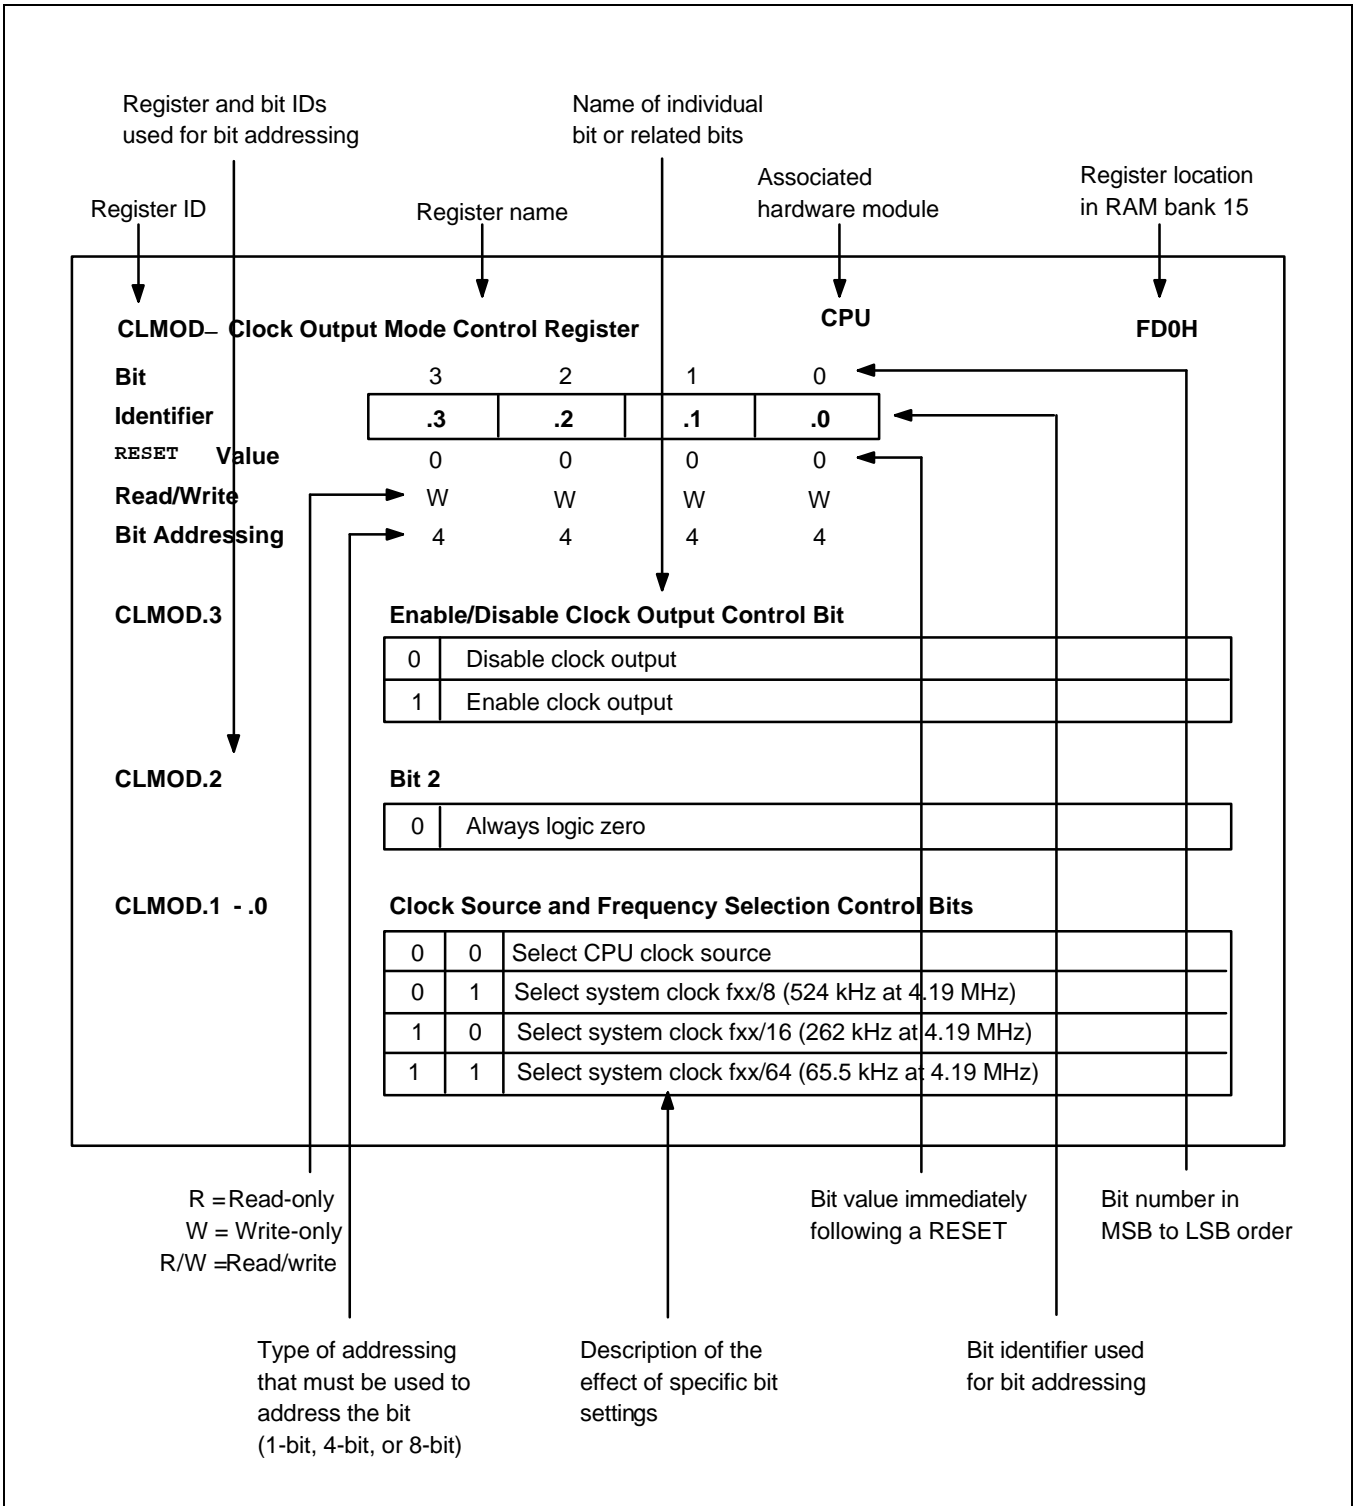 Register and bit IDs
used for bit addressing
Name of individual
bit or related bits
Associated
hardware module
Register location
in RAM bank 15
Register ID
Register name
CLMOD– Clock Output Mode Control Register CPU FD0H
Bit 3 2 1 0
Identifier .3 .2 .1 .0
RESET Value 0 0 0 0
Read/Write W W W W
Bit Addressing 4 4 4 4
CLMOD.3 Enable/Disable Clock Output Control Bit
0 Disable clock output
1 Enable clock output
CLMOD.2 Bit 2
0 Always logic zero
CLMOD.1 - .0 Clock Source and Frequency Selection Control Bits
0 0 Select CPU clock source
0 1 Select system clock fxx/8 (524 kHz at 4.19 MHz)
1 0 Select system clock fxx/16 (262 kHz at 4.19 MHz)
1 1 Select system clock fxx/64 (65.5 kHz at 4.19 MHz)
R =Read-only
W = Write-only
R/W =Read/write
Bit value immediately
following a RESET
Bit number in
MSB to LSB order
Type of addressing
that must be used to
address the bit
(1-bit, 4-bit, or 8-bit)
Description of the
effect of specific bit
settings
Bit identifier used
for bit addressing